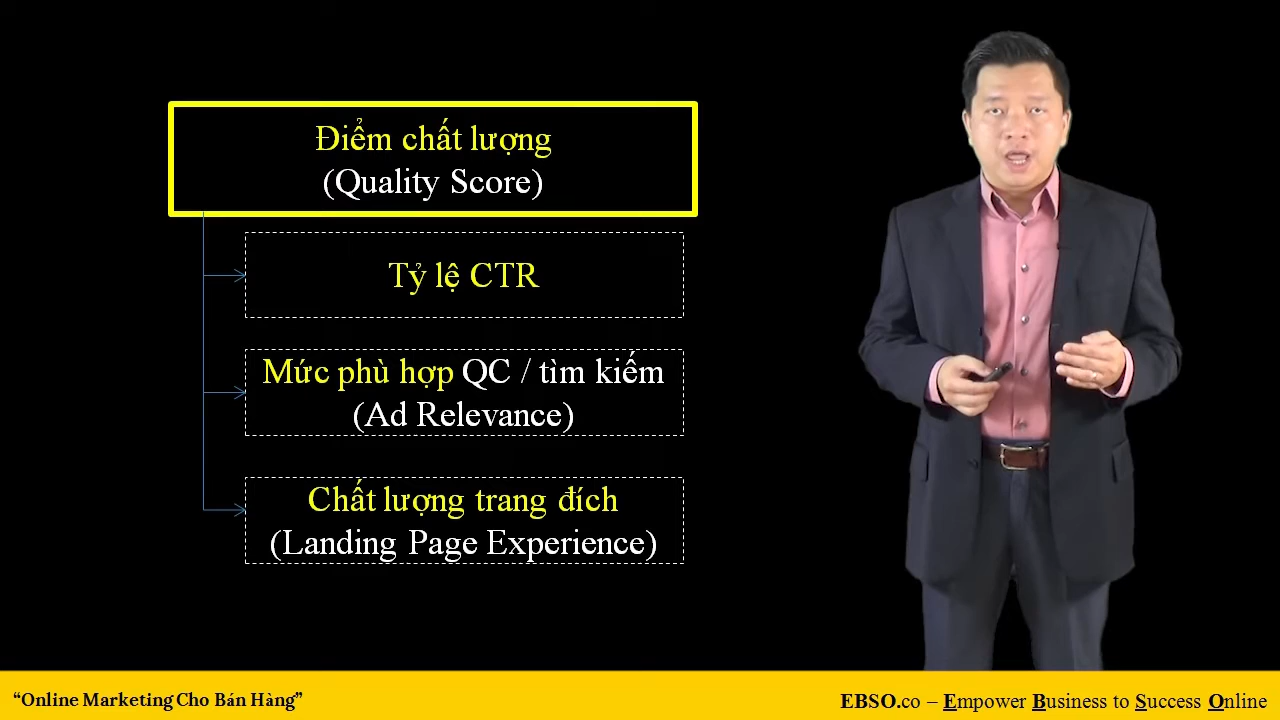 Điểm chất lượng
(Quality Score)
Tỷ lệ CTR
Mức phù hợp QC / tìm kiếm
(Ad Relevance)
Chất lượng trang đích
(Landing Page Experience)
“Online Marketing Cho Bán Hàng”
EBSO.co – Empower Business to Success Online